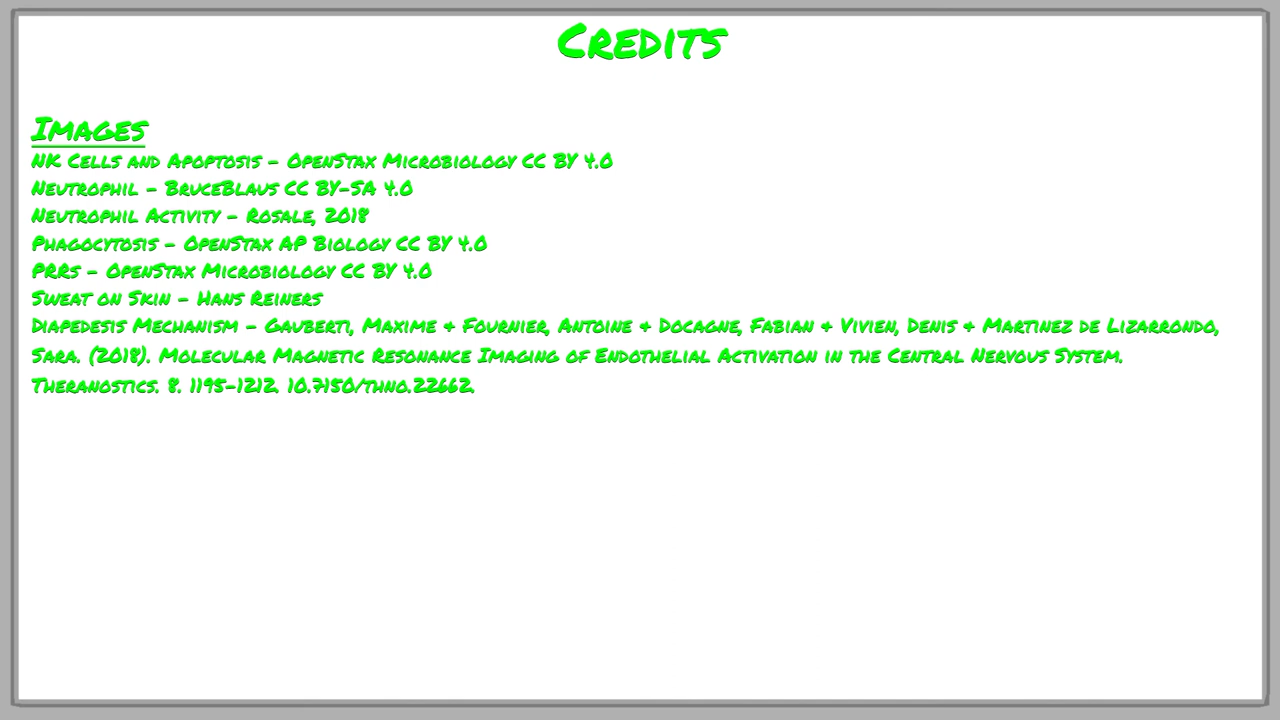 Credits
Images
NK Cells and Apoptosis - OpenStax Microbiology CC BY 4.0
Neutrophil - BruceBlaus CC BY-SA 4.0
Neutrophil Activity - Rosale, 2018
Phagocytosis - OpenStax AP Biology CC BY 4.0
PRRs - OpenStax Microbiology CC BY 4.0
Sweat on Skin - Hans Reiners
Diapedesis Mechanism - Gauberti, Maxime & Fournier, Antoine & Docagne, Fabian & Vivien, Denis & Martinez de Lizarrondo,
Sara. (2018). Molecular Magnetic Resonance Imaging of Endothelial Activation in the Central Nervous System.
Theranostics. 8. 1195-1212. 10.7150/thno.22662.